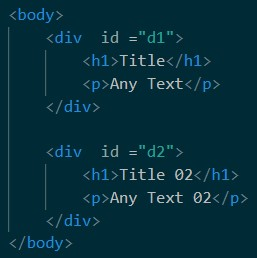 <body>
    <div  id ="d1">
        <h1>Title</h1>
        <p>Any Text</p>
    </div>

    <div  id ="d2">
        <h1>Title 02</h1>
        <p>Any Text 02</p>
    </div>
</body>